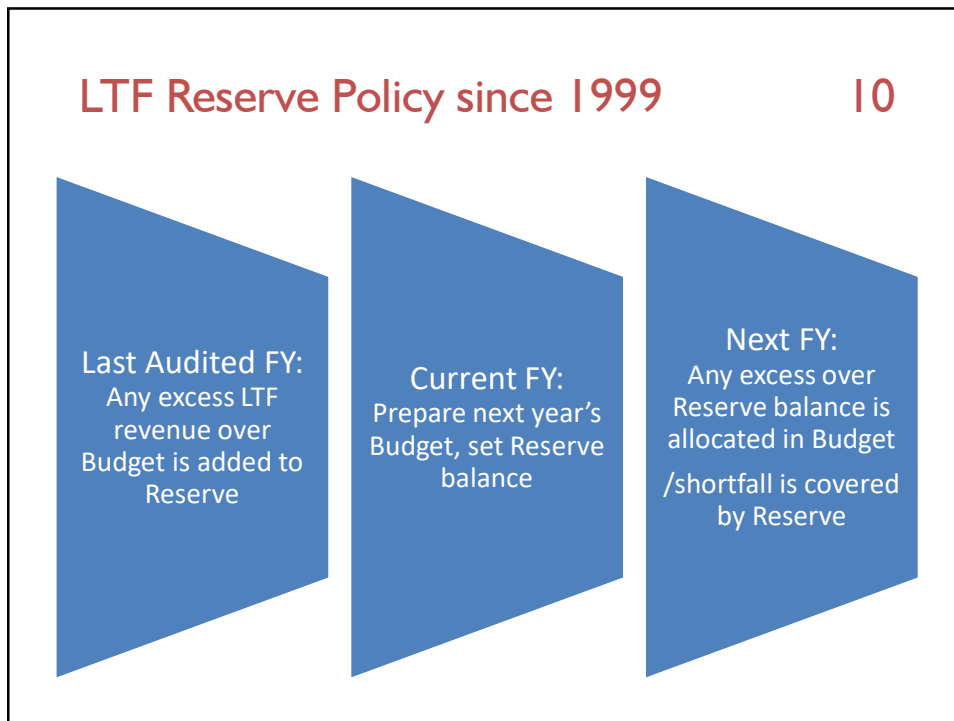 LTF Reserve Policy since 1999 10
Last Audited FY:
Any excess LTF
revenue over
Budget is added to
Reserve
Current FY:
Prepare next year’s
Budget, set Reserve
balance
Next FY:
Any excess over
Reserve balance is
allocated in Budget
/shortfall is covered
by Reserve